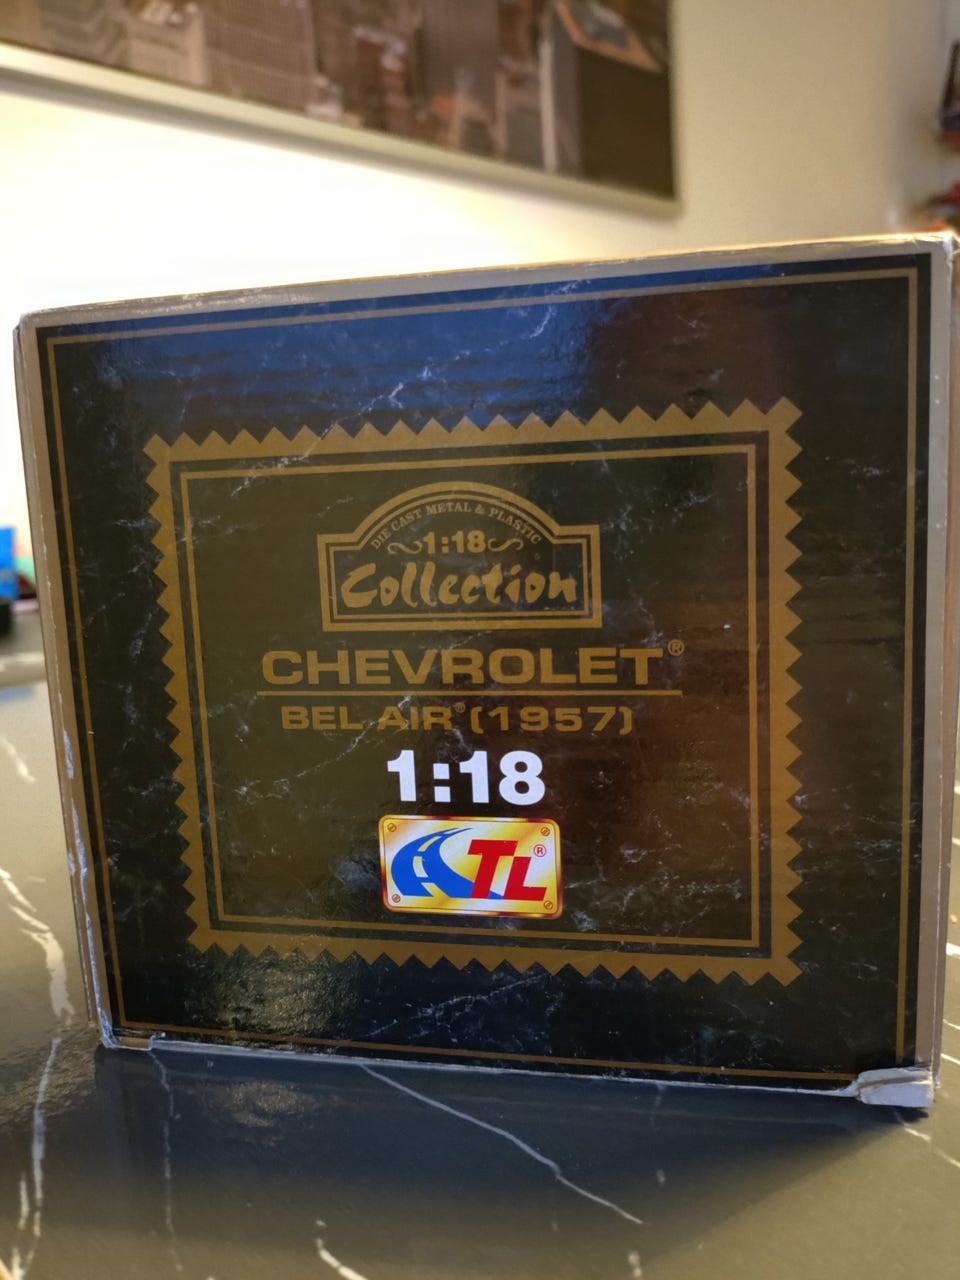 DIE CAST METAL & PLASTIC
1:18
Collection
CHEVROLET®
BEL AIR® (1957)
1:18
TL®